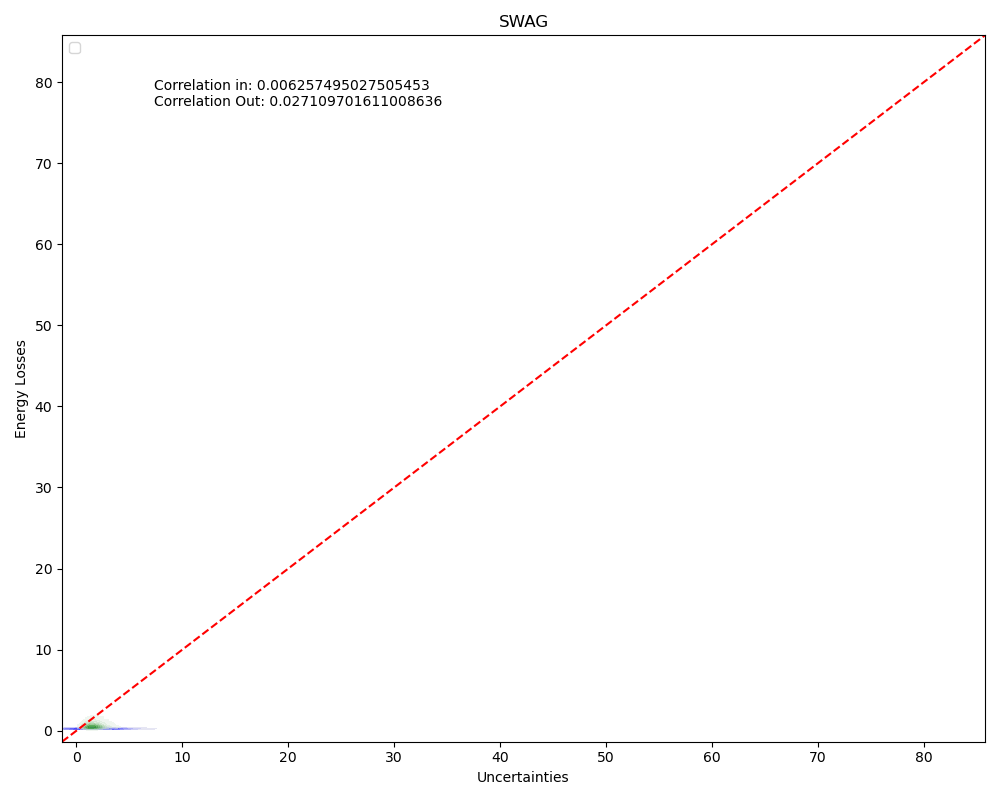 SWAG
Correlation in: 0.006257495027505453
Correlation Out: 0.027109701611008636
80
70
60
50
40
30
20
10
0
Energy Losses
0 10 20 30 40 50 60 70 80
Uncertainties